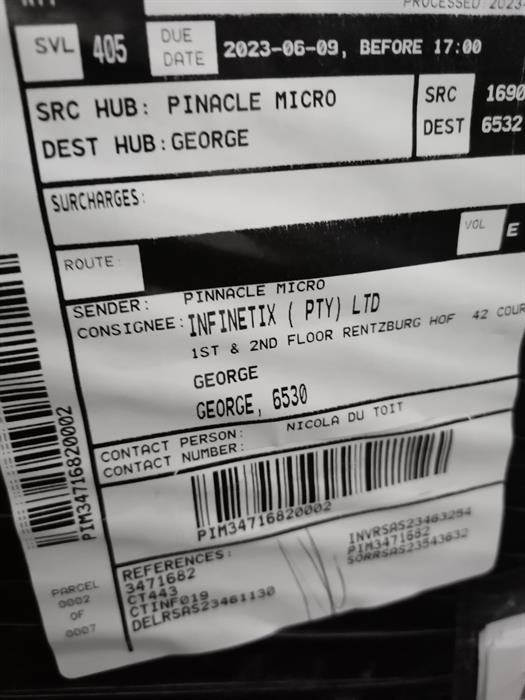 PROCESSED 2023-
SVL 405 DUE DATE 2023-06-09, BEFORE 17:00
SRC HUB: PINACLE MICRO SRC 1690
DEST HUB: GEORGE DEST 6532
SURCHARGES:
VOL E
ROUTE:
SENDER: PINNACLE MICRO
CONSIGNEE: INFINETIX ( PTY) LTD
1ST & 2ND FLOOR RENTZBURG HOF 42 COUR
GEORGE
GEORGE, 6530
CONTACT PERSON: NICOLA DU TOIT
CONTACT NUMBER:
PIM34716820002
PIM34716820002
REFERENCES:
3471682
CT443
CTINF019
DELRSAS23461130
INVRSAS23463254
PIM3471682
SORRSAS23543632
PARCEL
0002
OF
0007